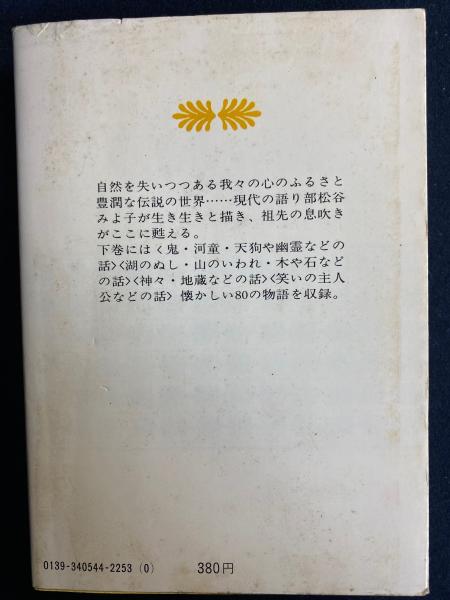 自然を失いつつある我々の心のふるさと
豊潤な伝説の世界……現代の語り部松谷
みよ子が生き生きと描き、祖先の息吹き
がここに甦える。
下巻には〈鬼・河童・天狗や幽霊などの
話〉〈湖のぬし・山のいわれ・木や石など
の話〉〈神々・地蔵などの話〉〈笑いの主人
公などの話〉懐かしい80の物語を収録。
0139-340544-2253(0)
380円